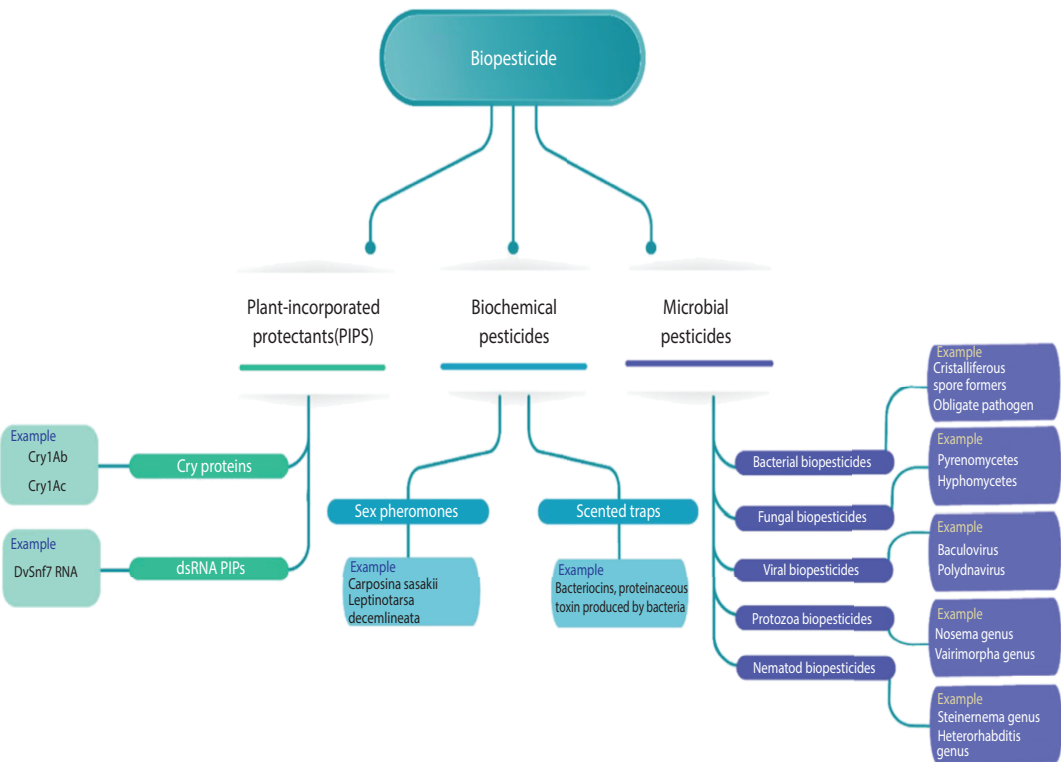 Biopesticide
Plant-incorporated
protectants(PIPS)
Biochemical
pesticides
Microbial
pesticides
Example
Cry1Ab
Cry1Ac
Cry proteins
Example
DvSnf7 RNA
dsRNA PIPs
Sex pheromones
Example
Carposina sasakii
Leptinotarsa
decemlineata
Scented traps
Example
Bacteriocins, proteinaceous
toxin produced by bacteria
Bacterial biopesticides
Example
Cristalliferous
spore formers
Obligate pathogen
Fungal biopesticides
Example
Pyrenomycetes
Hyphomycetes
Viral biopesticides
Example
Baculovirus
Polydnavirus
Protozoa biopesticides
Example
Nosema genus
Vairimorpha genus
Nematod biopesticides
Example
Steinernema genus
Heterorhabditis
genus